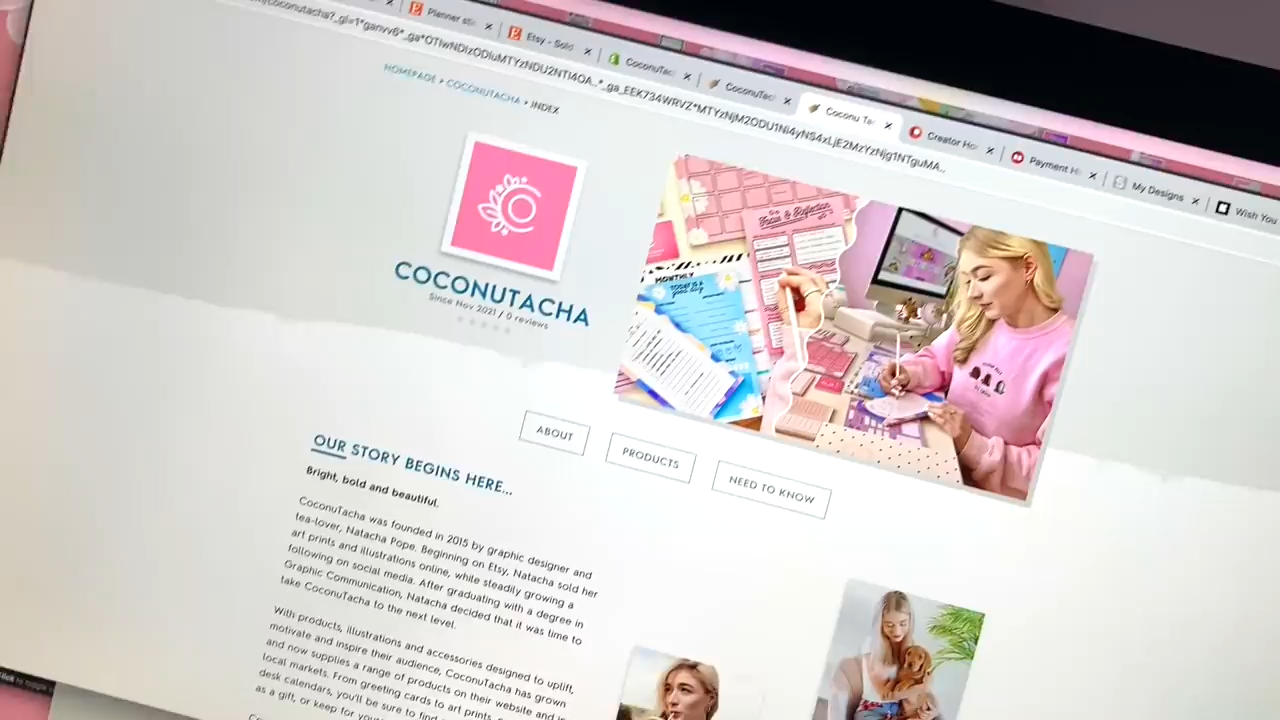 Planner sti
Etsy - Sold
CoconuTac
CoconuTac
Coconu Ta
Creator Ho
Payment H
My Designs
Wish You
HOMEPAGE › COCONUTACHA › INDEX
COCONUTACHA
Since Nov 2021 / 0 reviews
Focus & Reflection
MONTHLY
TODAY IS A
good day
ABOUT
PRODUCTS
NEED TO KNOW
OUR STORY BEGINS HERE...
Bright, bold and beautiful.
CoconuTacha was founded in 2015 by graphic designer and
tea-lover, Natacha Pope. Beginning on Etsy, Natacha sold her
art prints and illustrations online, while steadily growing a
following on social media. After graduating with a degree in
Graphic Communication, Natacha decided that it was time to
take CoconuTacha to the next level.
With products, illustrations and accessories designed to uplift,
motivate and inspire their audience, CoconuTacha has grown
and now supplies a range of products on their website and in
local markets. From greeting cards to art prints,
desk calendars, you'll be sure to find
as a gift, or keep for